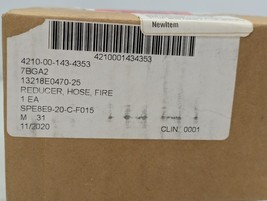 NewItem
4210-00-143-4353
4210001434353
7BGA2
13218E0470-25
REDUCER, HOSE, FIRE
1 EA
SPE8E9-20-C-F015
M 31
11/2020
CLIN: 0001